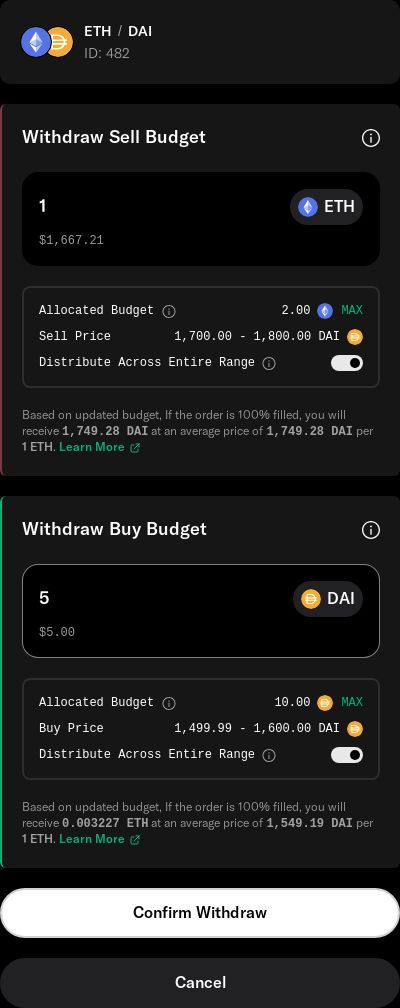 ETH / DAI
ID: 482
Withdraw Sell Budget
1
ETH
$1,667.21
Allocated Budget
2.00 MAX
Sell Price
1,700.00 - 1,800.00 DAI
Distribute Across Entire Range
Based on updated budget, If the order is 100% filled, you will
receive 1,749.28 DAI at an average price of 1,749.28 DAI per
1 ETH. Learn More
Withdraw Buy Budget
5
DAI
$5.00
Allocated Budget
10.00 MAX
Buy Price
1,499.99 - 1,600.00 DAI
Distribute Across Entire Range
Based on updated budget, If the order is 100% filled, you will
receive 0.003227 ETH at an average price of 1,549.19 DAI per
1 ETH. Learn More
Confirm Withdraw
Cancel